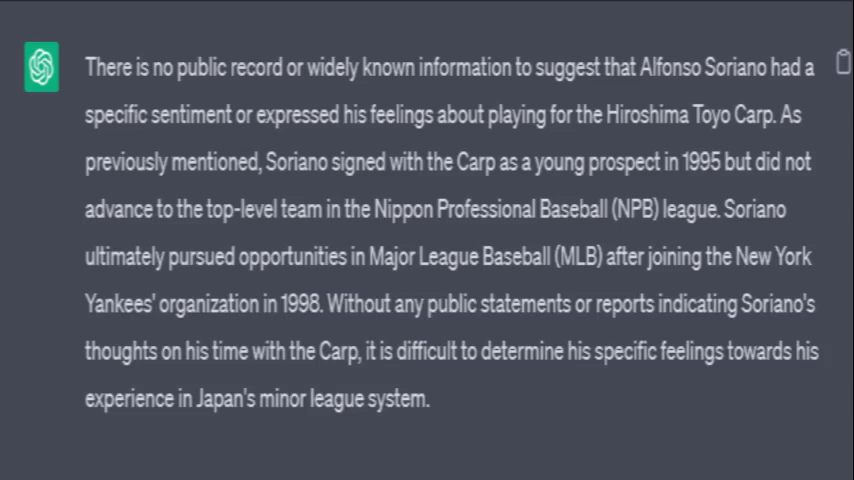 There is no public record or widely known information to suggest that Alfonso Soriano had a
specific sentiment or expressed his feelings about playing for the Hiroshima Toyo Carp. As
previously mentioned, Soriano signed with the Carp as a young prospect in 1995 but did not
advance to the top-level team in the Nippon Professional Baseball (NPB) league. Soriano
ultimately pursued opportunities in Major League Baseball (MLB) after joining the New York
Yankees' organization in 1998. Without any public statements or reports indicating Soriano's
thoughts on his time with the Carp, it is difficult to determine his specific feelings towards his
experience in Japan's minor league system.